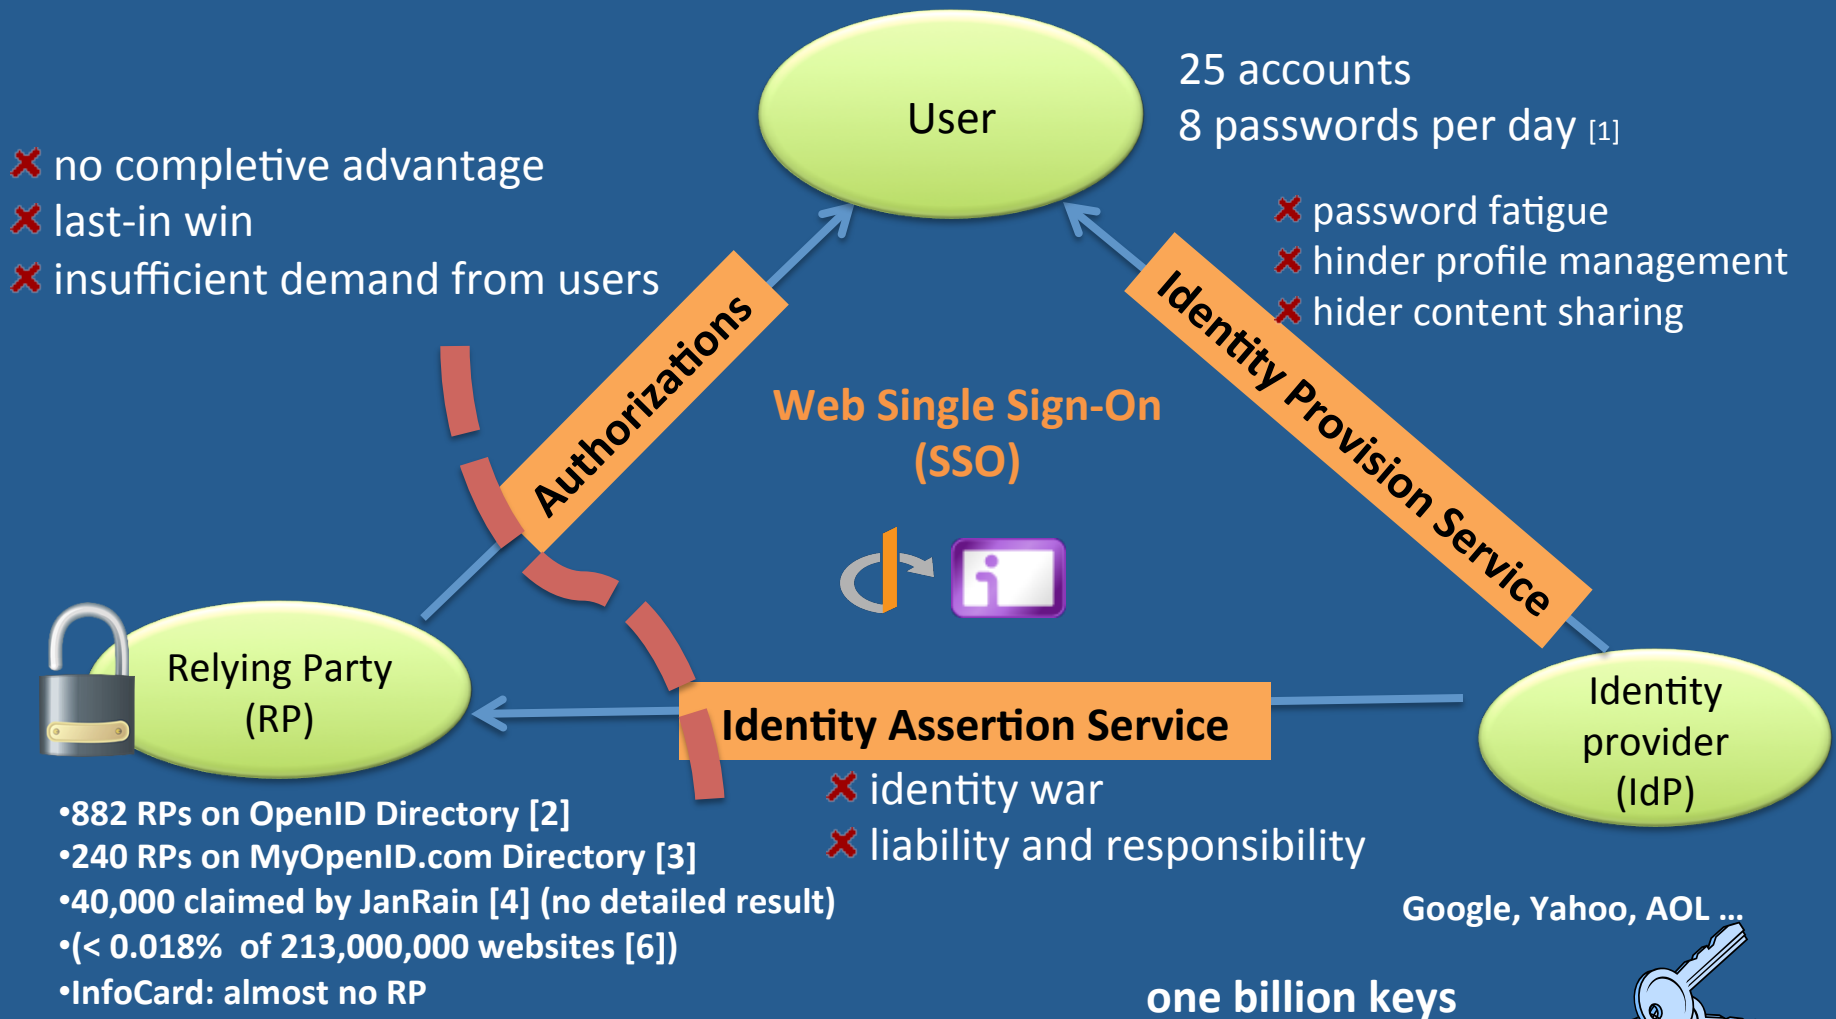 User
25 accounts
8 passwords per day [1]
✖ no completive advantage
✖ last-in win
✖ insufficient demand from users
✖ password fatigue
✖ hinder profile management
✖ hider content sharing
Authorizations
Identity Provision Service
Web Single Sign-On
(SSO)
Relying Party
(RP)
Identity Assertion Service
Identity
provider
(IdP)
✖ identity war
✖ liability and responsibility
•882 RPs on OpenID Directory [2]
•240 RPs on MyOpenID.com Directory [3]
•40,000 claimed by JanRain [4] (no detailed result)
•(< 0.018% of 213,000,000 websites [6])
•InfoCard: almost no RP
Google, Yahoo, AOL ...
one billion keys